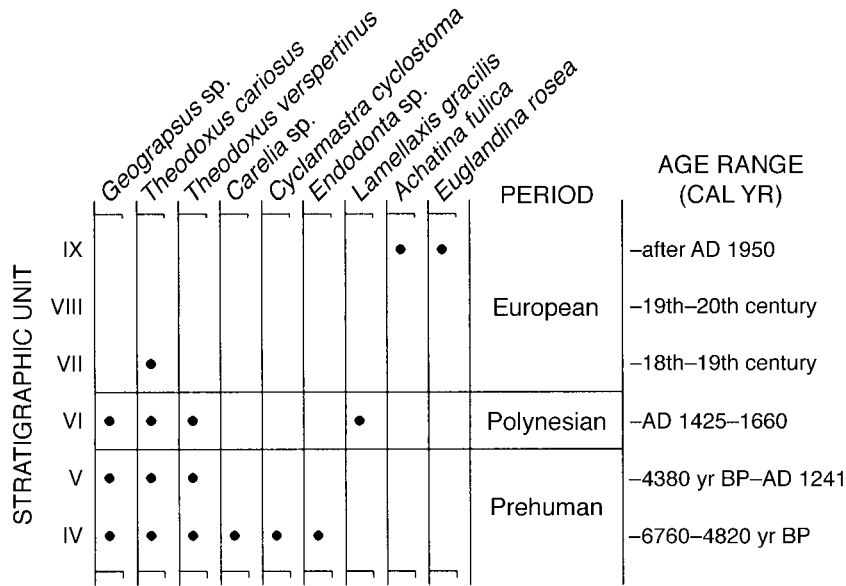 Geograpsus sp.
Theodoxus cariosus
Theodoxus verspertinus
Carelia sp.
Cyclamastra cyclostoma
Endodonta sp.
Lamellaxis gracilis
Achatina fulica
Euglandina rosea
PERIOD
AGE RANGE
(CAL YR)
STRATIGRAPHIC UNIT
IX
–after AD 1950
VIII
European
–19th–20th century
VII
–18th–19th century
VI
Polynesian
–AD 1425–1660
V
–4380 yr BP–AD 1241
Prehuman
IV
–6760–4820 yr BP